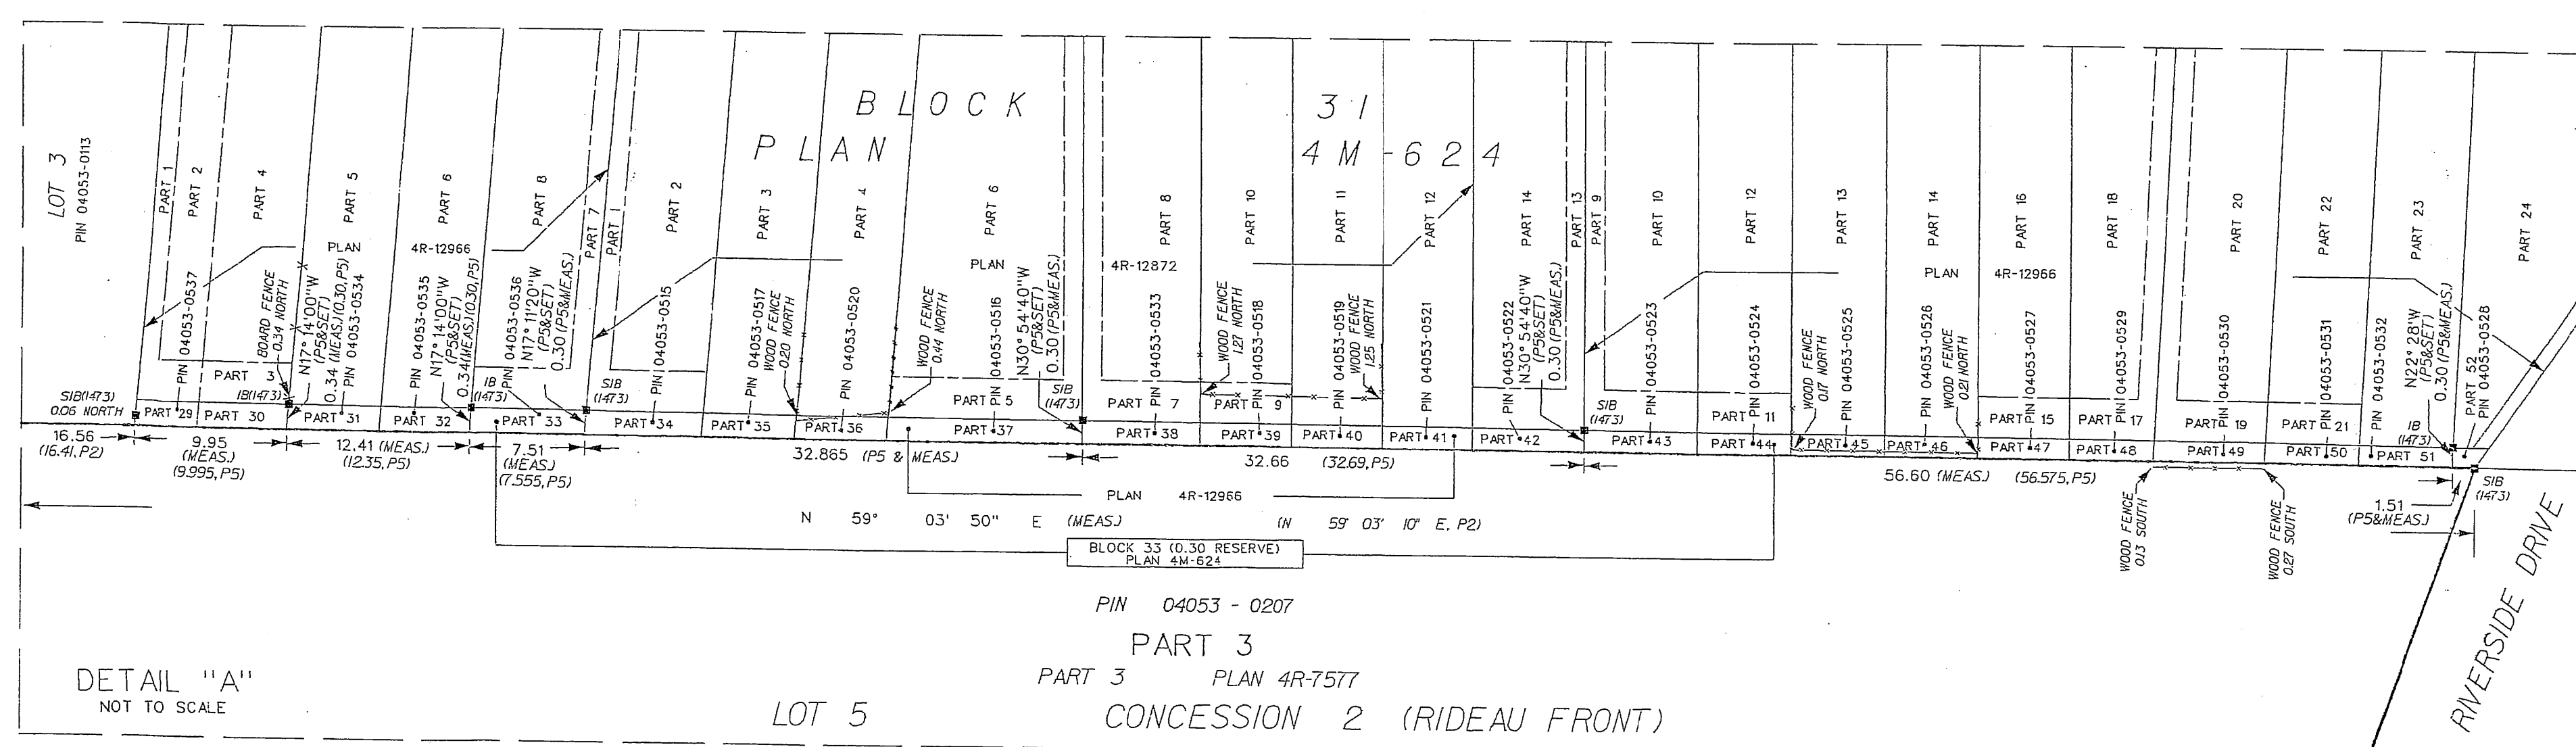 BLOCK 31
PLAN 4M-624
LOT 3
PIN 04053-0113
PART 1
PART 2
PART 4
PART 5
PART 6
PART 8
PART 7
PART 1
PART 2
PART 3
PART 4
PART 6
PART 8
PART 10
PART 11
PART 12
PART 14
PART 13
PART 9
PART 10
PART 12
PART 13
PART 14
PART 16
PART 18
PART 20
PART 22
PART 23
PART 24
PLAN 4R-12966
PLAN 4R-12872
PLAN 4R-12966
PIN 04053-0537
BOARD FENCE
0.34 NORTH
N17° 14'00"W
(P5&SET)
0.34 (MEAS.)(0.30,P5)
PIN 04053-0534
PIN 04053-0535
N17° 14'00"W
(P5&SET)
0.34(MEAS.)(0.30,P5)
PIN 04053-0536
N17° 11'20"W
(P5&SET)
0.30 (P5&MEAS.)
PIN 04053-0515
PIN 04053-0517
WOOD FENCE
0.20 NORTH
PIN 04053-0520
WOOD FENCE
0.44 NORTH
PIN 04053-0516
N30° 54'40"W
(P5&SET)
0.30 (P5&MEAS.)
PIN 04053-0533
WOOD FENCE
1.27 NORTH
PIN 04053-0518
PIN 04053-0519
WOOD FENCE
1.25 NORTH
PIN 04053-0521
PIN 04053-0522
N30° 54'40"W
(P5&SET)
0.30 (P5&MEAS.)
PIN 04053-0523
PIN 04053-0524
WOOD FENCE
0.17 NORTH
PIN 04053-0525
PIN 04053-0526
WOOD FENCE
0.21 NORTH
PIN 04053-0527
PIN 04053-0529
PIN 04053-0530
PIN 04053-0531
PIN 04053-0532
N22° 28'W
(P5&SET)
0.30 (P5&MEAS.)
PART 52
PIN 04053-0528
PART 3
PART 5
PART 7
PART 9
PART 11
PART 15
PART 17
PART 19
PART 21
SIB(1473)
0.06 NORTH
IB(1473)
IB
(1473)
SIB
(1473)
SIB
(1473)
SIB
(1473)
IB
(1473)
SIB
(1473)
PART 29
PART 30
PART 31
PART 32
PART 33
PART 34
PART 35
PART 36
PART 37
PART 38
PART 39
PART 40
PART 41
PART 42
PART 43
PART 44
PART 45
PART 46
PART 47
PART 48
PART 49
PART 50
PART 51
16.56
(16.41, P2)
9.95
(MEAS.)
(9.995, P5)
12.41 (MEAS.)
(12.35, P5)
7.51
(MEAS.)
(7.555, P5)
32.865 (P5 & MEAS.)
32.66 (32.69, P5)
56.60 (MEAS.) (56.575, P5)
1.51
(P5&MEAS.)
WOOD FENCE
0.13 SOUTH
WOOD FENCE
0.27 SOUTH
PLAN 4R-12966
N 59° 03' 50" E (MEAS.) (N 59° 03' 10" E, P2)
BLOCK 33 (0.30 RESERVE)
PLAN 4M-624
PIN 04053 - 0207
PART 3
PART 3 PLAN 4R-7577
LOT 5 CONCESSION 2 (RIDEAU FRONT)
DETAIL "A"
NOT TO SCALE
RIVERSIDE DRIVE